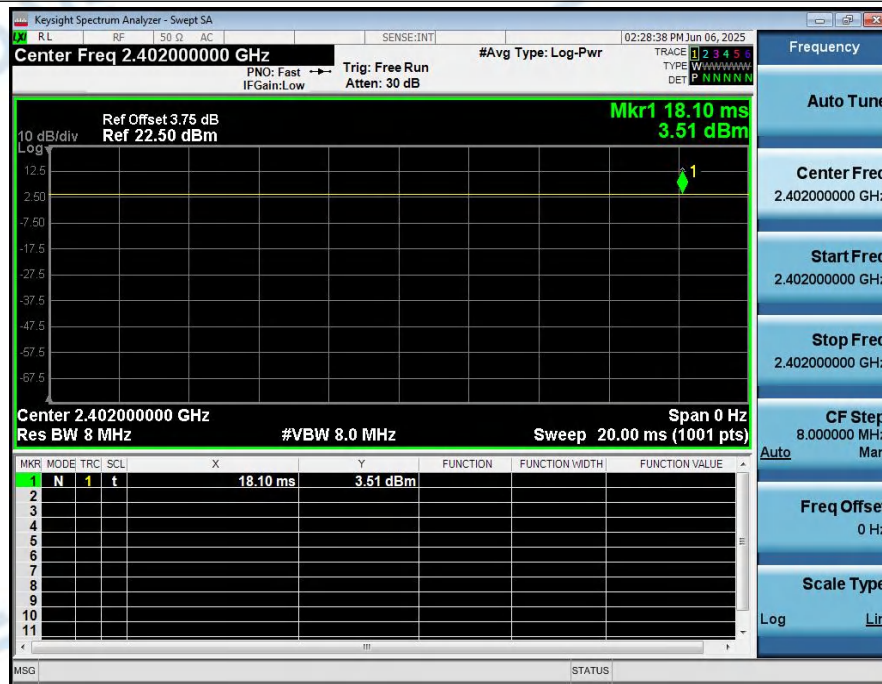 Keysight Spectrum Analyzer - Swept SA
LXI RL RF 50 Ω AC SENSE:INT 02:28:38 PM Jun 06, 2025
Center Freq 2.402000000 GHz
PNO: Fast
IFGain:Low
Trig: Free Run
Atten: 30 dB
#Avg Type: Log-Pwr
TRACE 1 2 3 4 5 6
TYPE W
DET P N N N N N
Mkr1 18.10 ms
3.51 dBm
Ref Offset 3.75 dB
Ref 22.50 dBm
10 dB/div
Log
1
12.5
2.50
-7.50
-17.5
-27.5
-37.5
-47.5
-57.5
-67.5
Center 2.402000000 GHz Span 0 Hz
Res BW 8 MHz #VBW 8.0 MHz Sweep 20.00 ms (1001 pts)
MKR MODE TRC SCL X Y FUNCTION FUNCTION WIDTH FUNCTION VALUE
1 N 1 t 18.10 ms 3.51 dBm
2
3
4
5
6
7
8
9
10
11
MSG STATUS
Frequency
Auto Tune
Center Freq
2.402000000 GHz
Start Freq
2.402000000 GHz
Stop Freq
2.402000000 GHz
CF Step
8.000000 MHz
Auto Man
Freq Offset
0 Hz
Scale Type
Log Lin